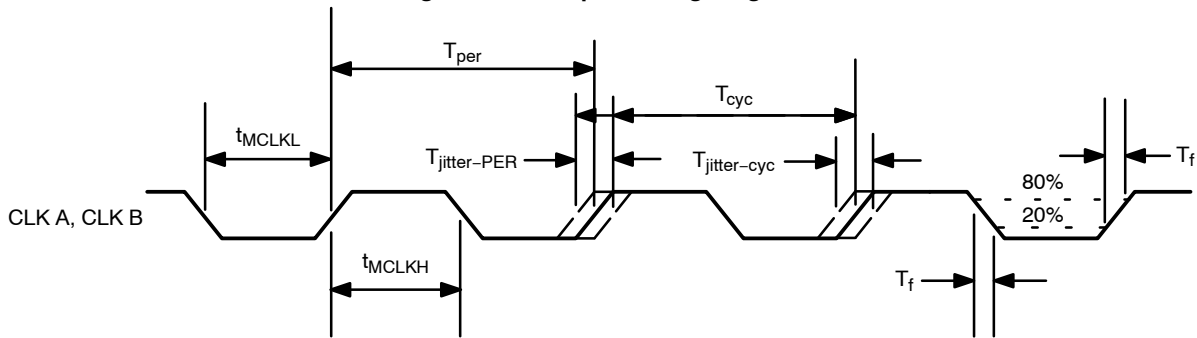 T_per
T_cyc
t_MCLKL
T_jitter–PER
T_jitter–cyc
T_f
80%
CLK A, CLK B
20%
t_MCLKH
T_f